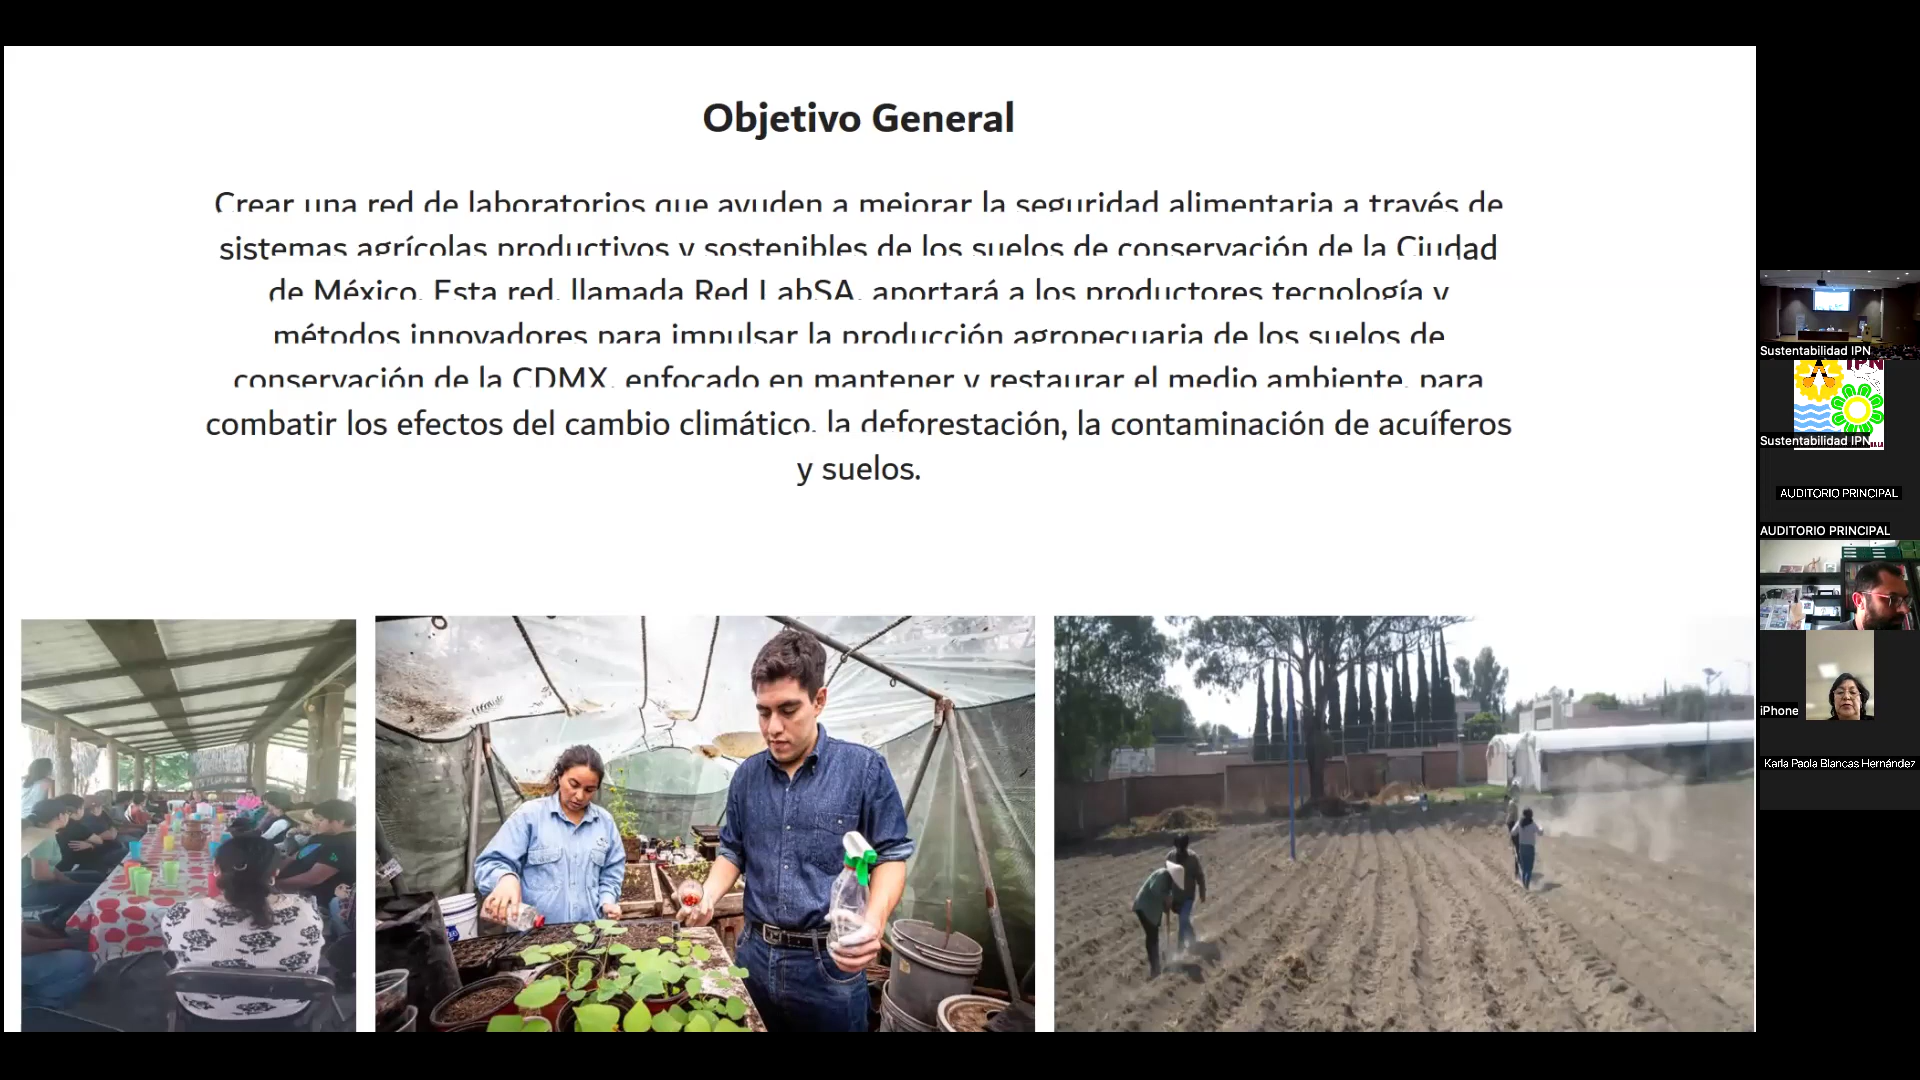 Objetivo General
Crear una red de laboratorios que ayuden a mejorar la seguridad alimentaria a través de
sistemas agrícolas productivos y sostenibles de los suelos de conservación de la Ciudad
de México. Esta red, llamada Red LabSA, aportará a los productores tecnología y
métodos innovadores para impulsar la producción agropecuaria de los suelos de
conservación de la CDMX, enfocado en mantener y restaurar el medio ambiente, para
combatir los efectos del cambio climático, la deforestación, la contaminación de acuíferos
y suelos.
Sustentabilidad IPN
IPN
Sustentabilidad IPN
AUDITORIO PRINCIPAL
AUDITORIO PRINCIPAL
iPhone
Karla Paola Blancas Hernández